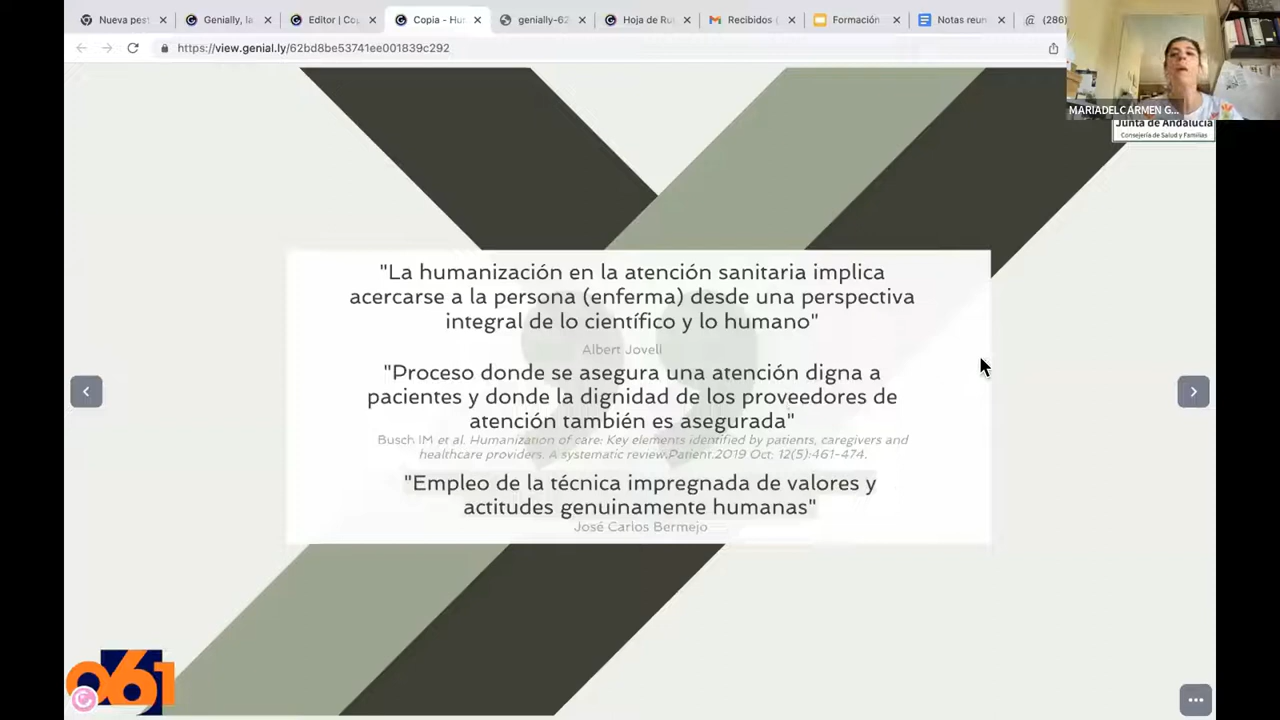 Nueva pes
Genially, la
Editor | Co
Copia - Hu
genially-62
Hoja de Ru
Recibidos (
Formación
Notas reun
(286)
https://view.genial.ly/62bd8be53741ee001839c292
MARIADELCARMEN G...
Junta de Andalucía
Consejería de Salud y Familias
"La humanización en la atención sanitaria implica
acercarse a la persona (enferma) desde una perspectiva
integral de lo científico y lo humano"
Albert Jovell
"Proceso donde se asegura una atención digna a
pacientes y donde la dignidad de los proveedores de
atención también es asegurada"
Busch IM et al. Humanization of care: Key elements identified by patients, caregivers and
healthcare providers. A systematic review.Patient.2019 Oct; 12(5):461-474.
"Empleo de la técnica impregnada de valores y
actitudes genuinamente humanas"
José Carlos Bermejo
061